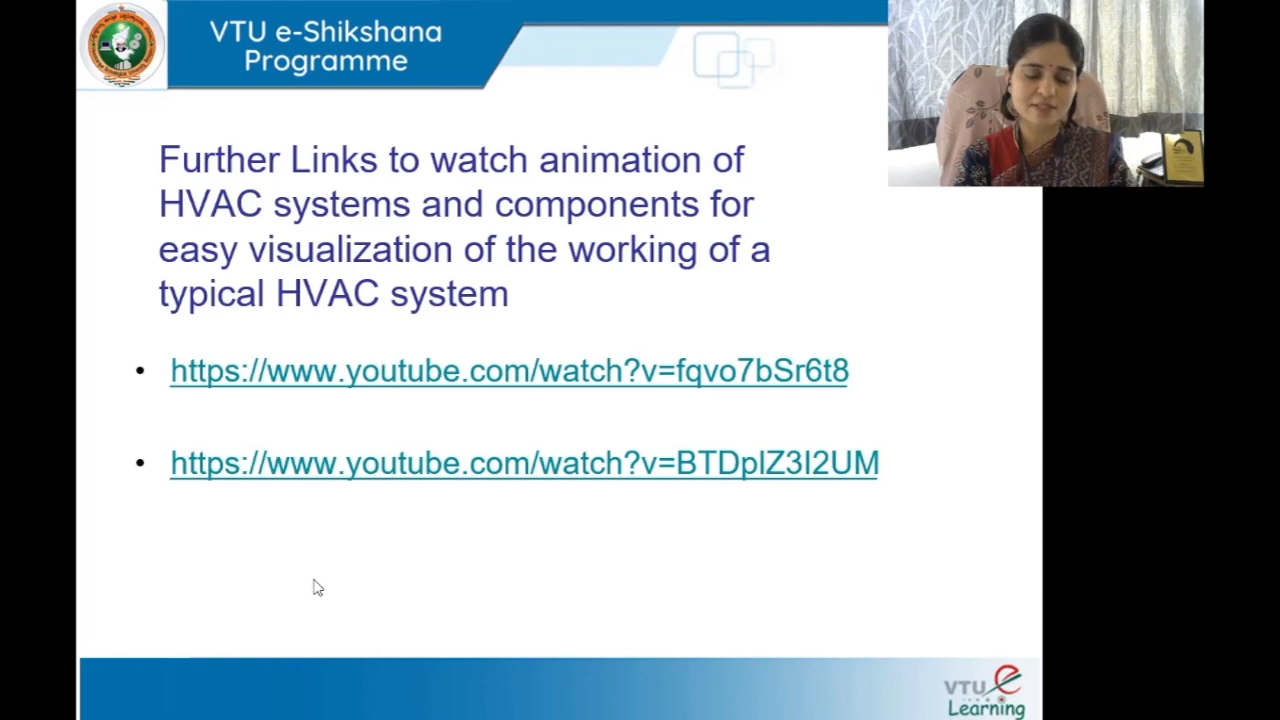 VTU e-Shikshana
Programme
Further Links to watch animation of
HVAC systems and components for
easy visualization of the working of a
typical HVAC system
• https://www.youtube.com/watch?v=fqvo7bSr6t8
• https://www.youtube.com/watch?v=BTDplZ3I2UM
VTU e
Learning